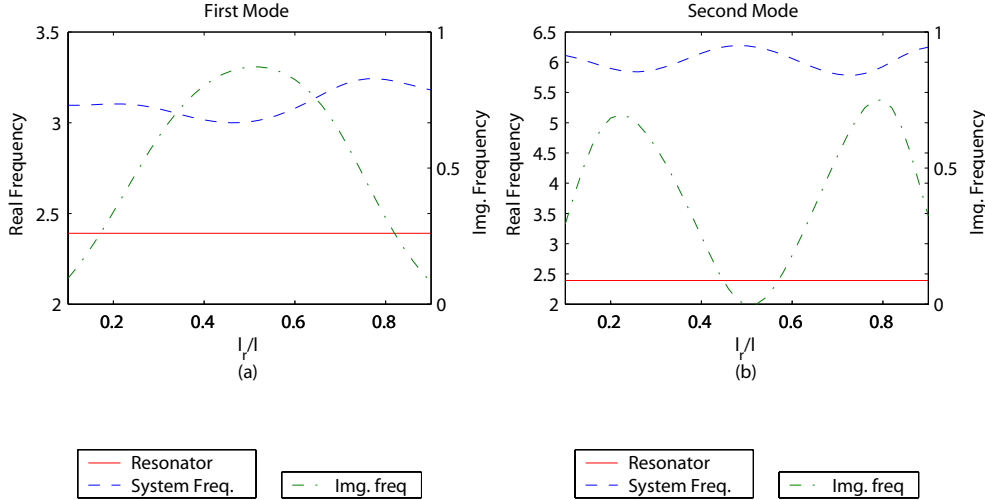 First Mode
3.5
3
2.5
2
Real Frequency
1
0.5
0
Img. Frequency
0.2 0.4 0.6 0.8
l_r/l
(a)
Resonator
System Freq.
Img. freq
Second Mode
6.5
6
5.5
5
4.5
4
3.5
3
2.5
2
Real Frequency
1
0.5
0
Img. Frequency
0.2 0.4 0.6 0.8
l_r/l
(b)
Resonator
System Freq.
Img. freq